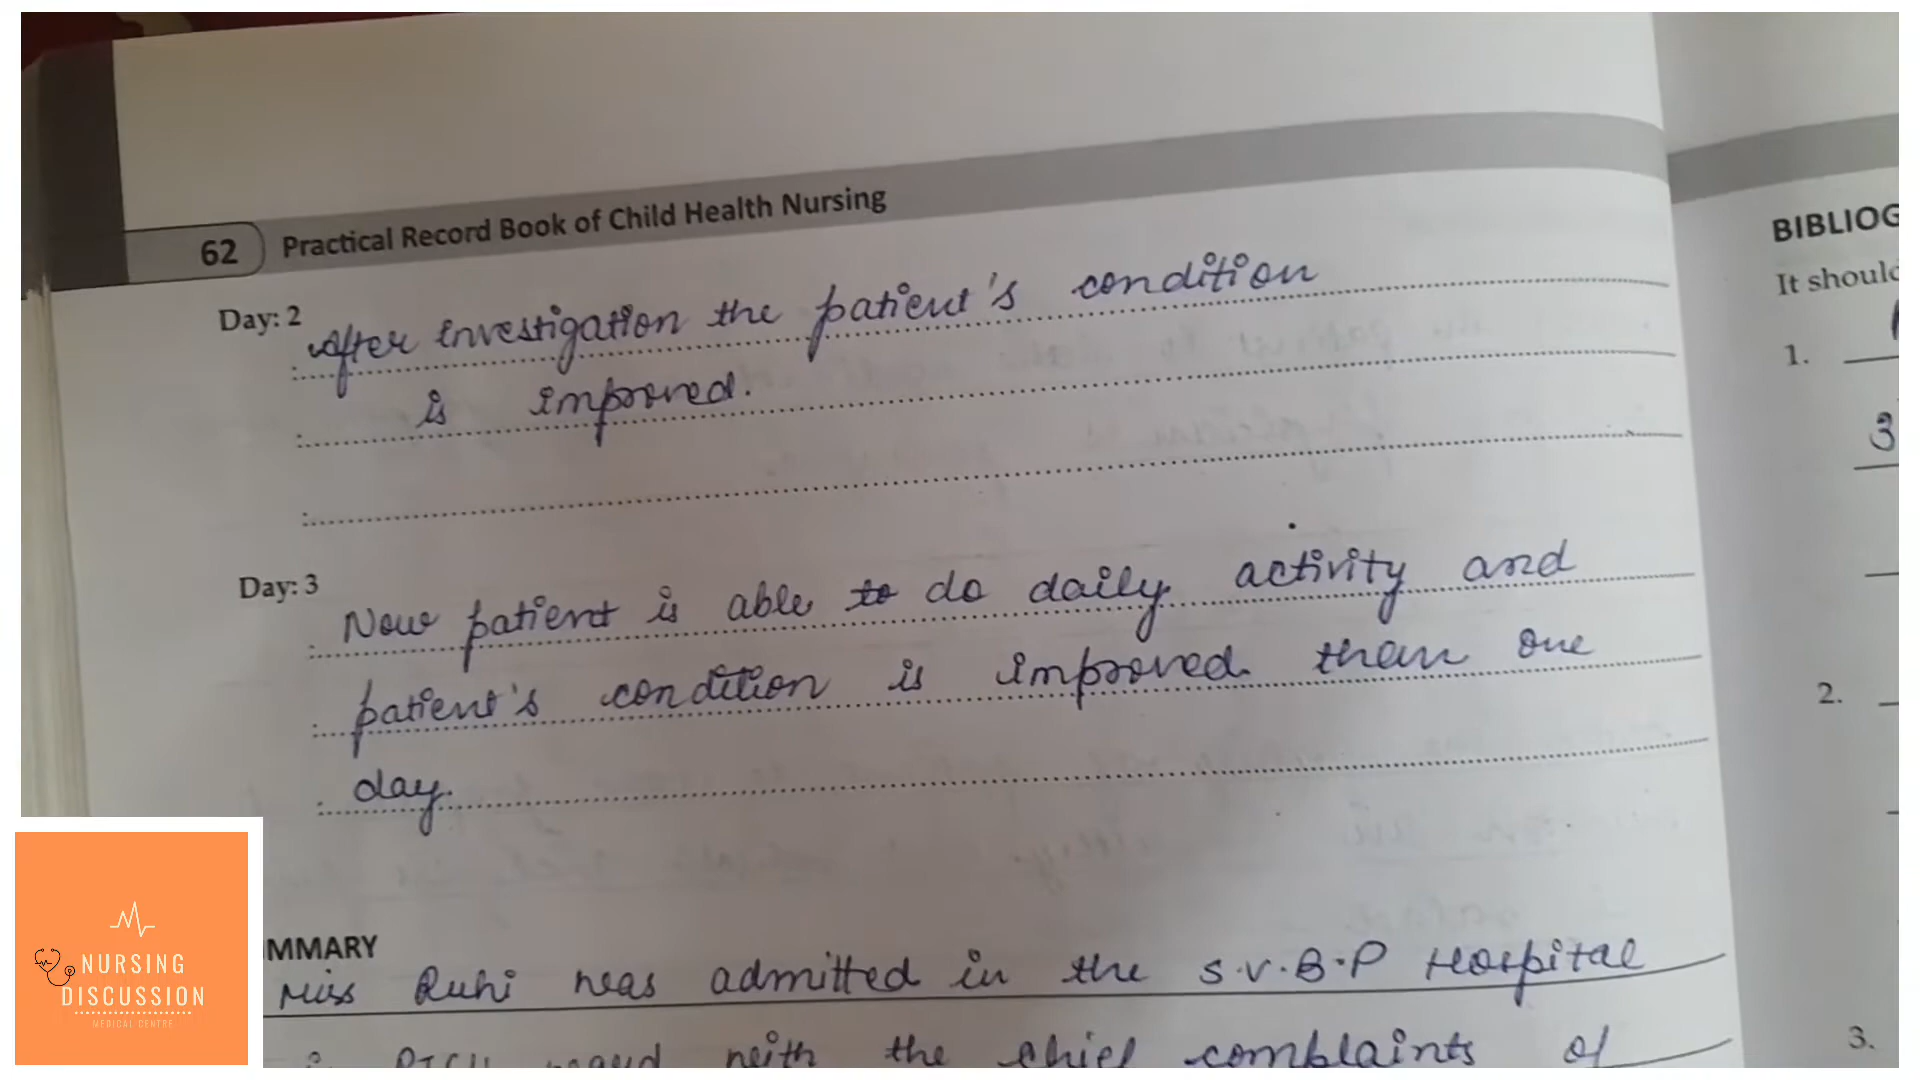 62 Practical Record Book of Child Health Nursing
Day: 2
After investigation the patient's condition
is improved.
Day: 3
Now patient is able to do daily activity and
patient's condition is improved than one
day.
MMARY
Miss Ruhi was admitted in the S.V.B.P Hospital
with the chief complaints of
BIBLIOG
It should
1.
3
2.
3.
NURSING
DISCUSSION
MEDICAL CENTRE